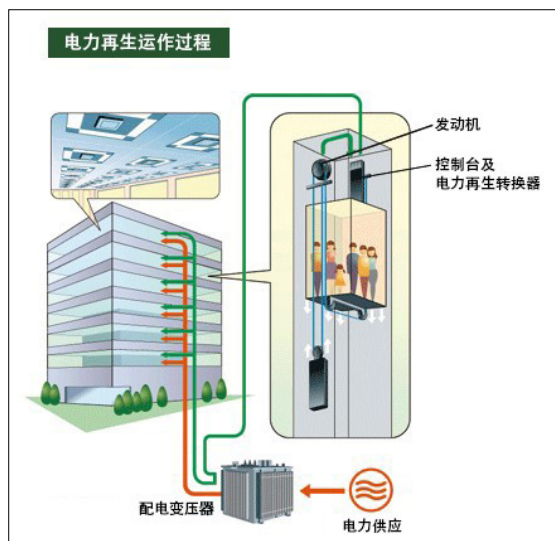 电力再生运作过程
发动机
控制台及
电力再生转换器
配电变压器
电力供应